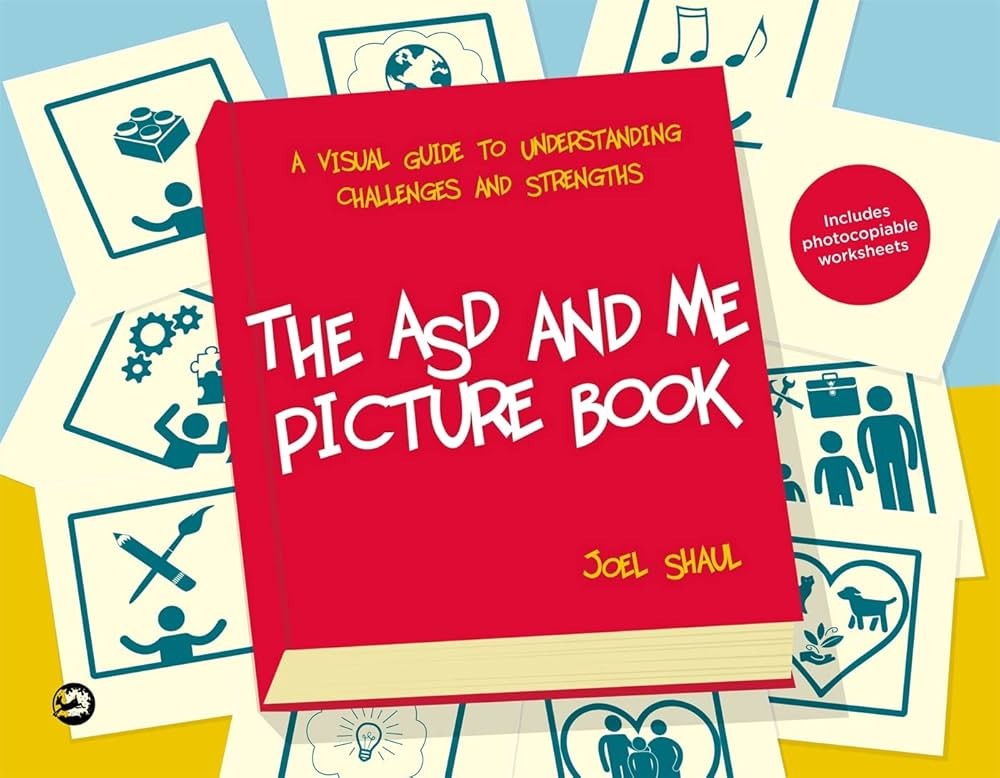 A VISUAL GUIDE TO UNDERSTANDING
CHALLENGES AND STRENGTHS
Includes
photocopiable
worksheets
THE ASD AND ME
PICTURE BOOK
JOEL SHAUL